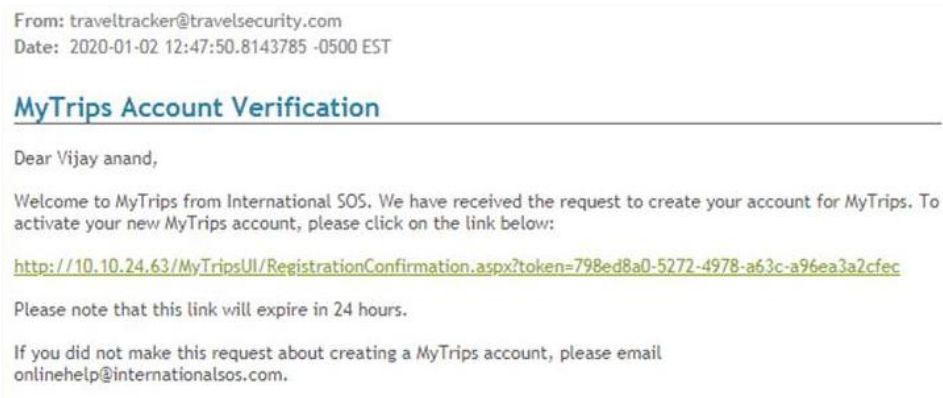 From: traveltracker@travelsecurity.com
Date: 2020-01-02 12:47:50.8143785 -0500 EST
MyTrips Account Verification
Dear Vijay anand,
Welcome to MyTrips from International SOS. We have received the request to create your account for MyTrips. To
activate your new MyTrips account, please click on the link below:
http://10.10.24.63/MyTripsUI/RegistrationConfirmation.aspx?token=798ed8a0-5272-4978-a63c-a96ea3a2cfec
Please note that this link will expire in 24 hours.
If you did not make this request about creating a MyTrips account, please email
onlinehelp@internationalsos.com.